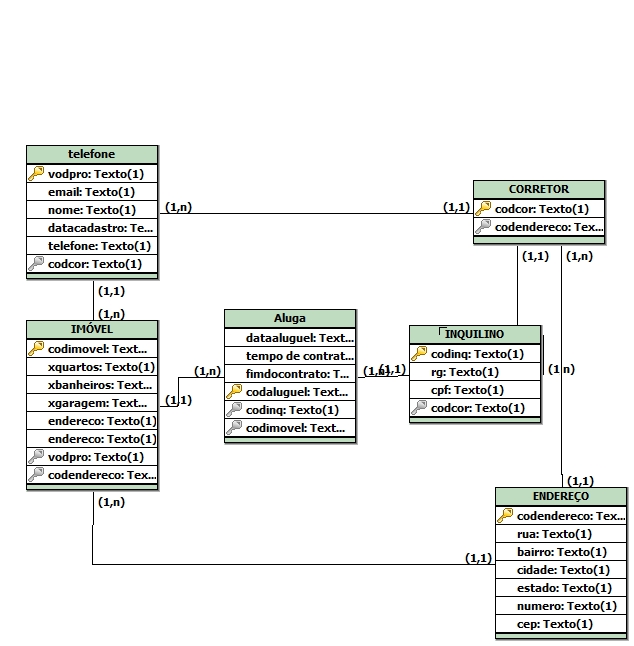 telefone
vodpro: Texto(1)
email: Texto(1)
nome: Texto(1)
datacadastro: Te...
telefone: Texto(1)
codcor: Texto(1)
(1,n)
(1,1)
CORRETOR
codcor: Texto(1)
codendereco: Tex...
(1,1)
(1,n)
(1,1)
(1,n)
IMÓVEL
codimovel: Text...
xquartos: Texto(1)
xbanheiros: Text...
xgaragem: Text...
endereco: Texto(1)
endereco: Texto(1)
vodpro: Texto(1)
codendereco: Tex...
(1,1)
(1,n)
Aluga
dataaluguel: Text...
tempo de contrat...
fimdocontrato: T...
codaluguel: Text...
codinq: Texto(1)
codimovel: Text...
(1,n)
(1,1)
INQUILINO
codinq: Texto(1)
rg: Texto(1)
cpf: Texto(1)
codcor: Texto(1)
(1,n)
(1,n)
(1,1)
(1,1)
ENDEREÇO
codendereco: Tex...
rua: Texto(1)
bairro: Texto(1)
cidade: Texto(1)
estado: Texto(1)
numero: Texto(1)
cep: Texto(1)